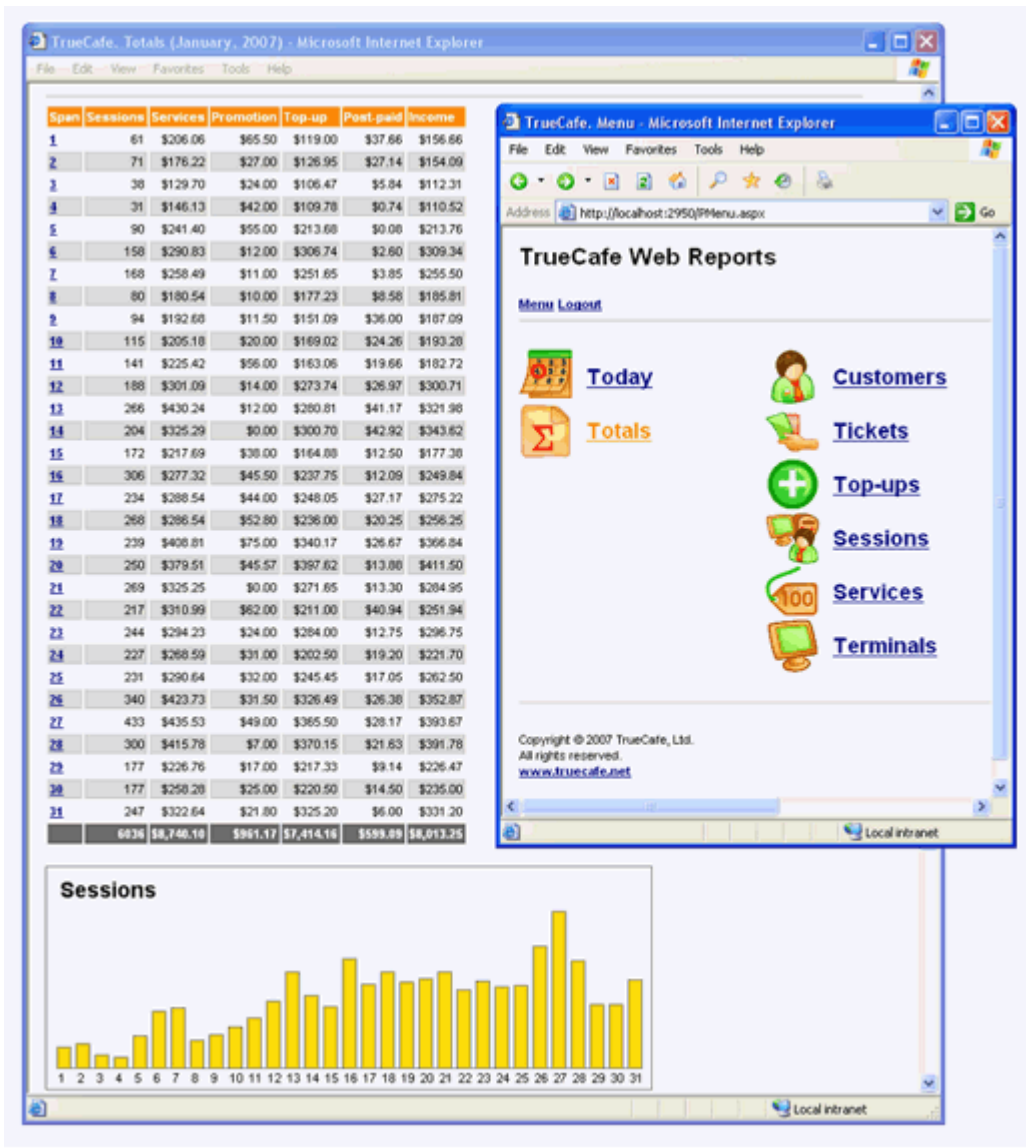 TrueCafe. Totals (January, 2007) - Microsoft Internet Explorer
File Edit View Favorites Tools Help
Span Sessions Services Promotion Top-up Post-paid Income
1 61 $206.06 $65.50 $119.00 $37.66 $156.66
2 71 $176.22 $27.00 $126.95 $27.14 $154.09
3 38 $129.70 $24.00 $106.47 $5.84 $112.31
4 31 $146.13 $42.00 $109.78 $0.74 $110.52
5 90 $241.40 $55.00 $213.68 $0.08 $213.76
6 158 $290.83 $12.00 $306.74 $2.60 $309.34
7 168 $258.49 $11.00 $251.65 $3.85 $255.50
8 80 $180.54 $10.00 $177.23 $8.58 $185.81
9 94 $192.68 $11.50 $151.09 $36.00 $187.09
10 115 $205.18 $20.00 $169.02 $24.26 $193.28
11 141 $225.42 $56.00 $163.06 $19.66 $182.72
12 188 $301.09 $14.00 $273.74 $26.97 $300.71
13 266 $430.24 $12.00 $280.81 $41.17 $321.98
14 204 $325.29 $0.00 $300.70 $42.92 $343.62
15 172 $217.69 $38.00 $164.88 $12.50 $177.38
16 306 $277.32 $45.50 $237.75 $12.09 $249.84
17 234 $288.54 $44.00 $248.05 $27.17 $275.22
18 268 $286.54 $52.80 $236.00 $20.25 $256.25
19 239 $408.81 $75.00 $340.17 $26.67 $366.84
20 250 $379.51 $45.57 $397.62 $13.88 $411.50
21 269 $325.25 $0.00 $271.65 $13.30 $284.95
22 217 $310.99 $62.00 $211.00 $40.94 $251.94
23 244 $294.23 $24.00 $284.00 $12.75 $296.75
24 227 $268.59 $31.00 $202.50 $19.20 $221.70
25 231 $290.64 $32.00 $245.45 $17.05 $262.50
26 340 $423.73 $31.50 $326.49 $26.38 $352.87
27 433 $435.53 $49.00 $365.50 $28.17 $393.67
28 300 $415.78 $7.00 $370.15 $21.63 $391.78
29 177 $226.76 $17.00 $217.33 $9.14 $226.47
30 177 $258.28 $25.00 $220.50 $14.50 $235.00
31 247 $322.64 $21.80 $325.20 $6.00 $331.20
6036 $8,740.10 $961.17 $7,414.16 $599.09 $8,013.25
TrueCafe. Menu - Microsoft Internet Explorer
File Edit View Favorites Tools Help
Address http://localhost:2950/PMenu.aspx Go
TrueCafe Web Reports
Menu Logout
Today
Totals
Customers
Tickets
Top-ups
Sessions
100
Services
Terminals
Copyright © 2007 TrueCafe, Ltd.
All rights reserved.
www.truecafe.net
Local intranet
Sessions
1 2 3 4 5 6 7 8 9 10 11 12 13 14 15 16 17 18 19 20 21 22 23 24 25 26 27 28 29 30 31
Local intranet